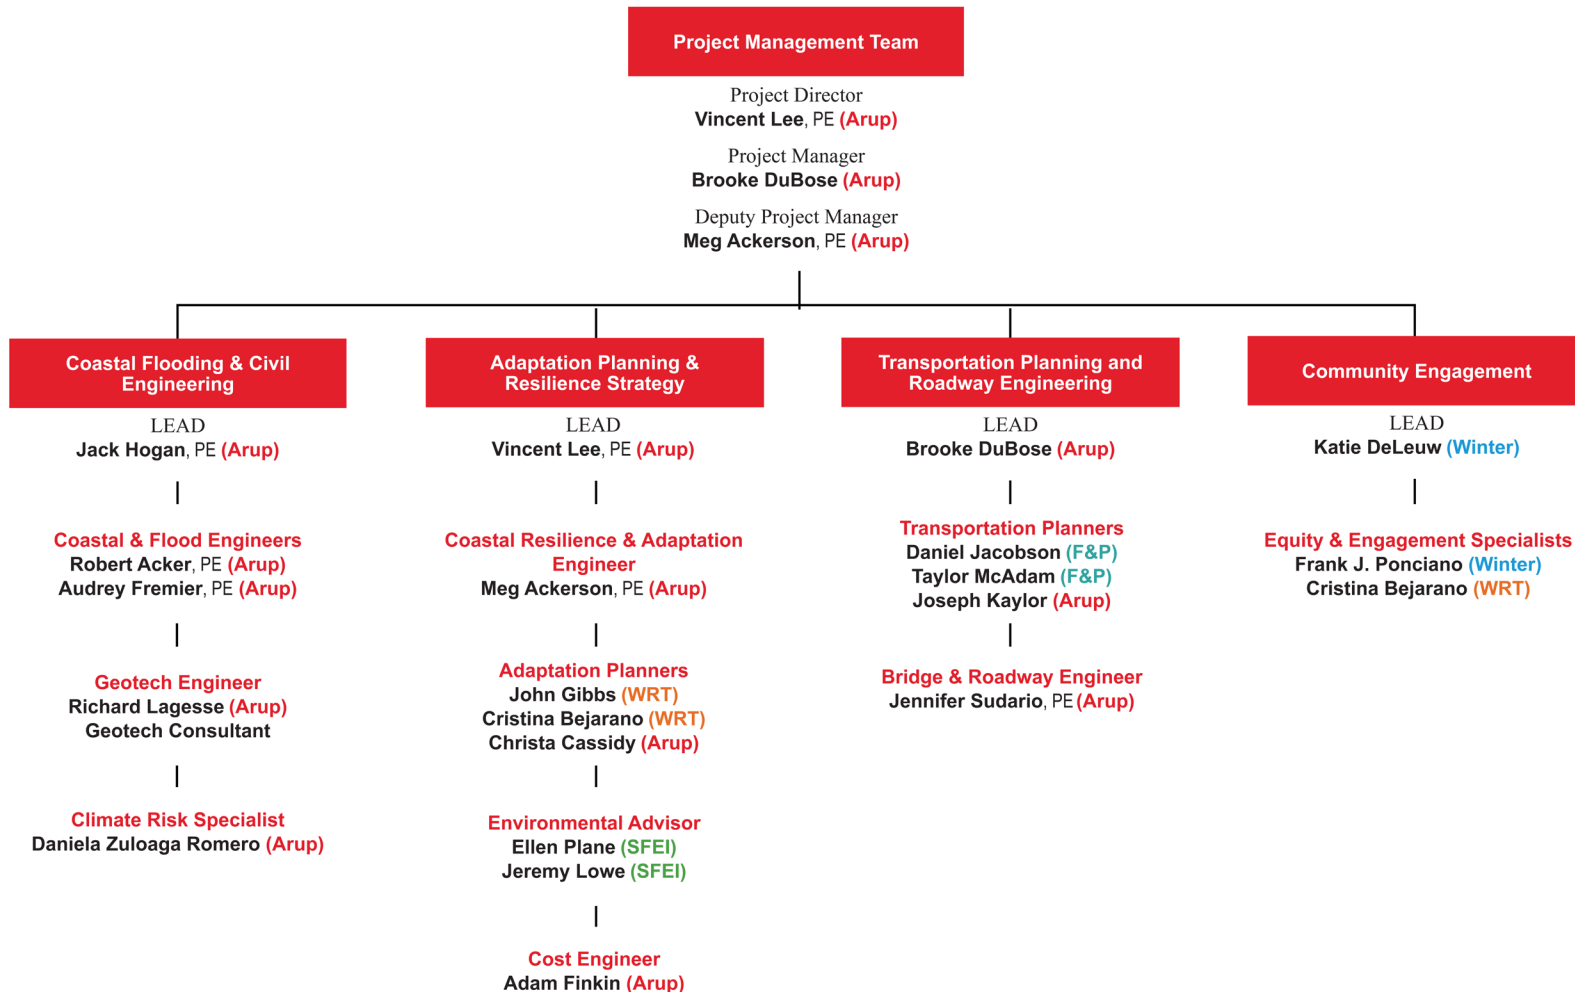 Project Management Team
Project Director
Vincent Lee, PE (Arup)
Project Manager
Brooke DuBose (Arup)
Deputy Project Manager
Meg Ackerson, PE (Arup)
Coastal Flooding & Civil
Engineering
LEAD
Jack Hogan, PE (Arup)
Coastal & Flood Engineers
Robert Acker, PE (Arup)
Audrey Fremier, PE (Arup)
Geotech Engineer
Richard Lagesse (Arup)
Geotech Consultant
Climate Risk Specialist
Daniela Zuloaga Romero (Arup)
Adaptation Planning &
Resilience Strategy
LEAD
Vincent Lee, PE (Arup)
Coastal Resilience & Adaptation
Engineer
Meg Ackerson, PE (Arup)
Adaptation Planners
John Gibbs (WRT)
Cristina Bejarano (WRT)
Christa Cassidy (Arup)
Environmental Advisor
Ellen Plane (SFEI)
Jeremy Lowe (SFEI)
Cost Engineer
Adam Finkin (Arup)
Transportation Planning and
Roadway Engineering
LEAD
Brooke DuBose (Arup)
Transportation Planners
Daniel Jacobson (F&P)
Taylor McAdam (F&P)
Joseph Kaylor (Arup)
Bridge & Roadway Engineer
Jennifer Sudario, PE (Arup)
Community Engagement
LEAD
Katie DeLeuw (Winter)
Equity & Engagement Specialists
Frank J. Ponciano (Winter)
Cristina Bejarano (WRT)